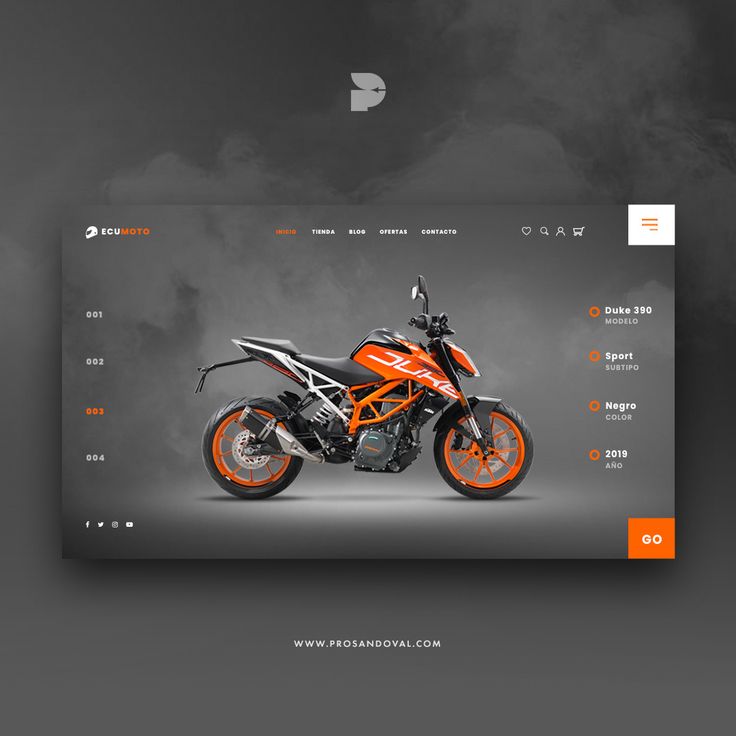 ECUMOTO
INICIO TIENDA BLOG OFERTAS CONTACTO
001
002
003
004
DUKE
KTM
Duke 390
MODELO
Sport
SUBTIPO
Negro
COLOR
2019
AÑO
GO
WWW.PROSANDOVAL.COM